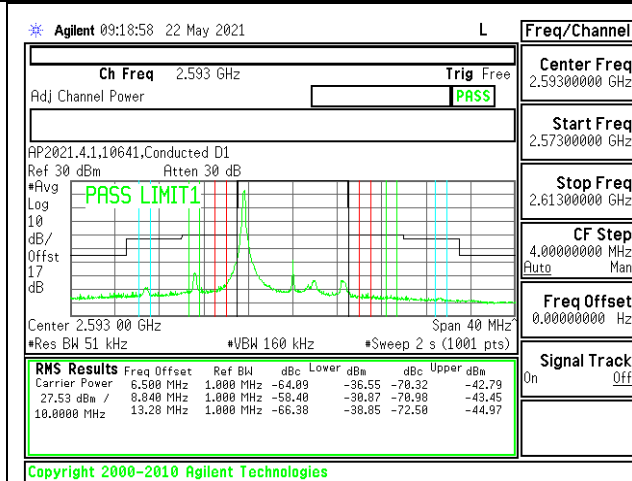 Agilent 09:18:58 22 May 2021 L
Freq/Channel
Ch Freq 2.593 GHz Trig Free
Adj Channel Power PASS
AP2021.4.1,10641,Conducted D1
Ref 30 dBm Atten 30 dB
#Avg
Log
10
dB/
Offst
17
dB
PASS LIMIT1
Center 2.593 00 GHz Span 40 MHz^
#Res BW 51 kHz #VBW 160 kHz #Sweep 2 s (1001 pts)
RMS Results Freq Offset Ref BW dBc Lower dBm dBc Upper dBm
Carrier Power 6.500 MHz 1.000 MHz -64.09 -36.55 -70.32 -42.79
27.53 dBm / 8.840 MHz 1.000 MHz -58.40 -30.87 -70.98 -43.45
10.0000 MHz 13.28 MHz 1.000 MHz -66.38 -38.85 -72.50 -44.97
Copyright 2000-2010 Agilent Technologies
Center Freq
2.59300000 GHz
Start Freq
2.57300000 GHz
Stop Freq
2.61300000 GHz
CF Step
4.00000000 MHz
Auto Man
Freq Offset
0.00000000 Hz
Signal Track
On Off